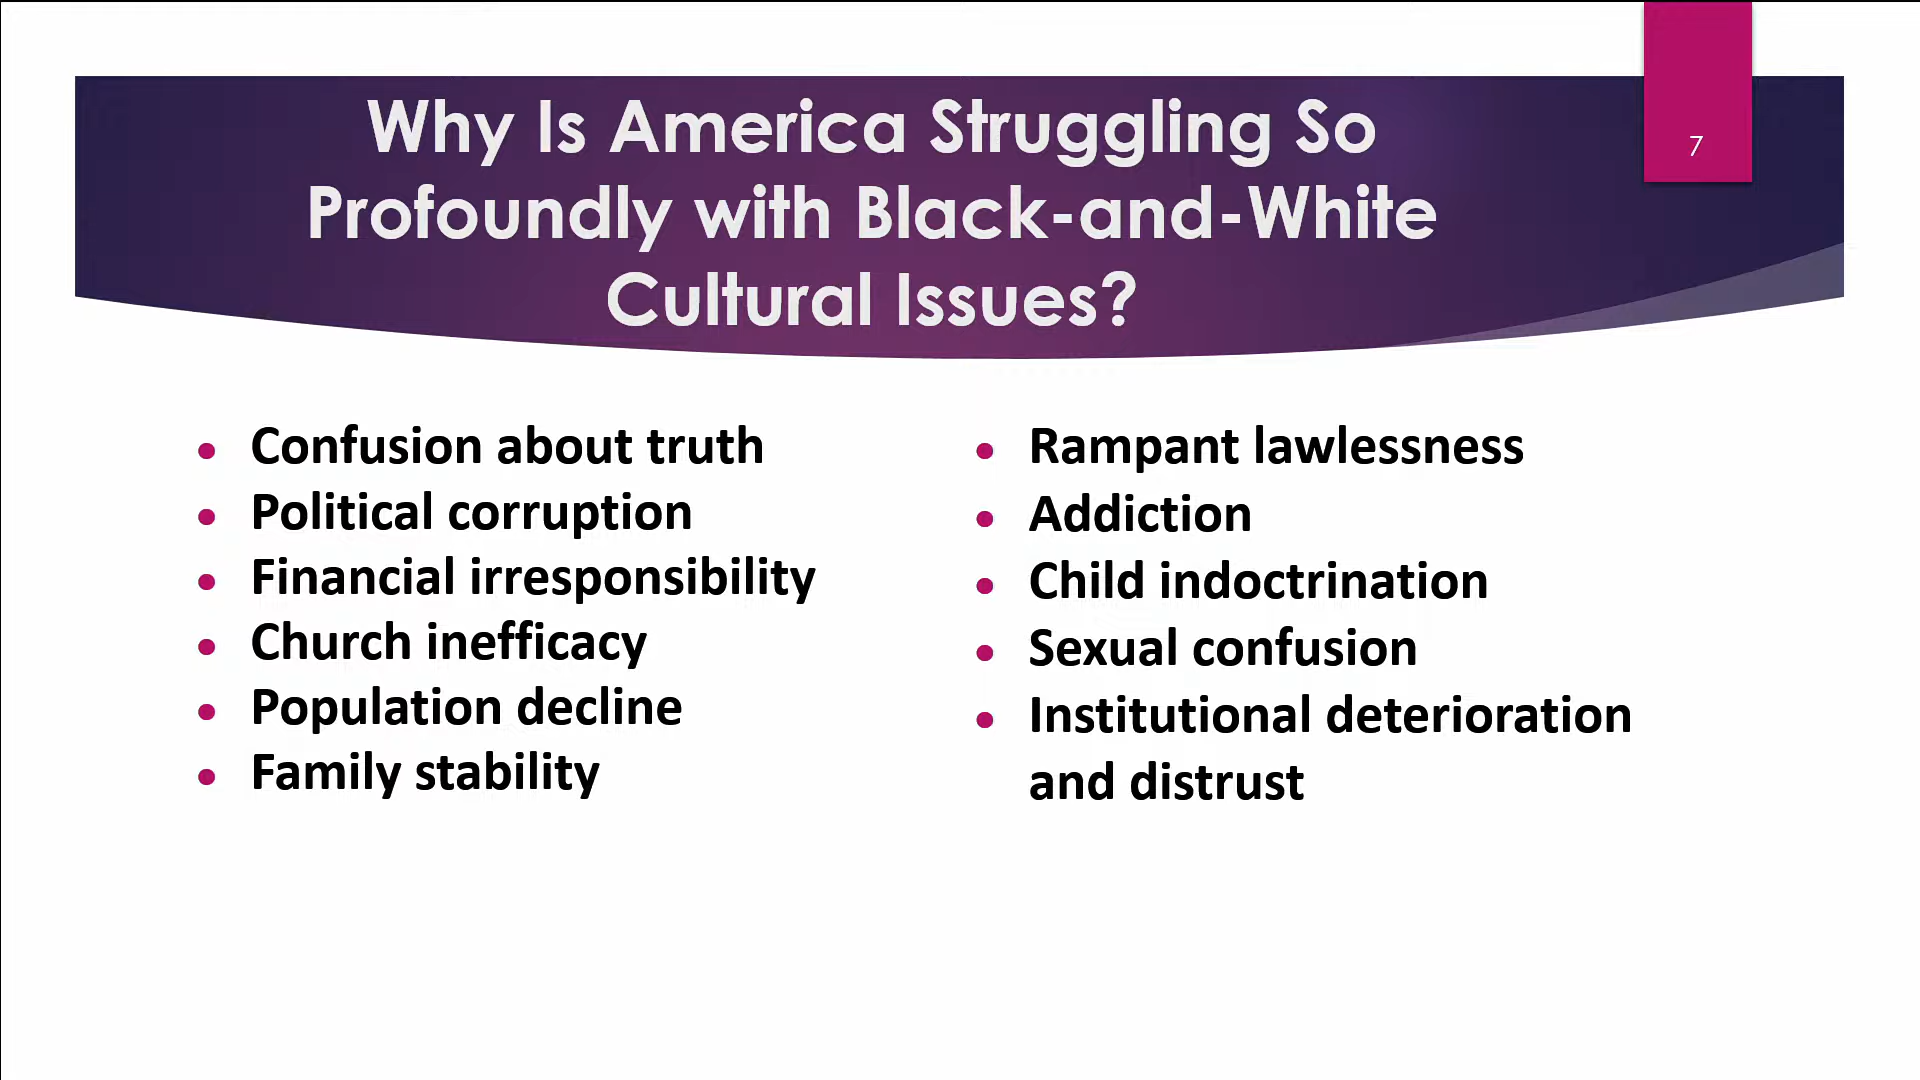 7
Why Is America Struggling So
Profoundly with Black-and-White
Cultural Issues?
Confusion about truth
Political corruption
Financial irresponsibility
Church inefficacy
Population decline
Family stability
Rampant lawlessness
Addiction
Child indoctrination
Sexual confusion
Institutional deterioration
and distrust